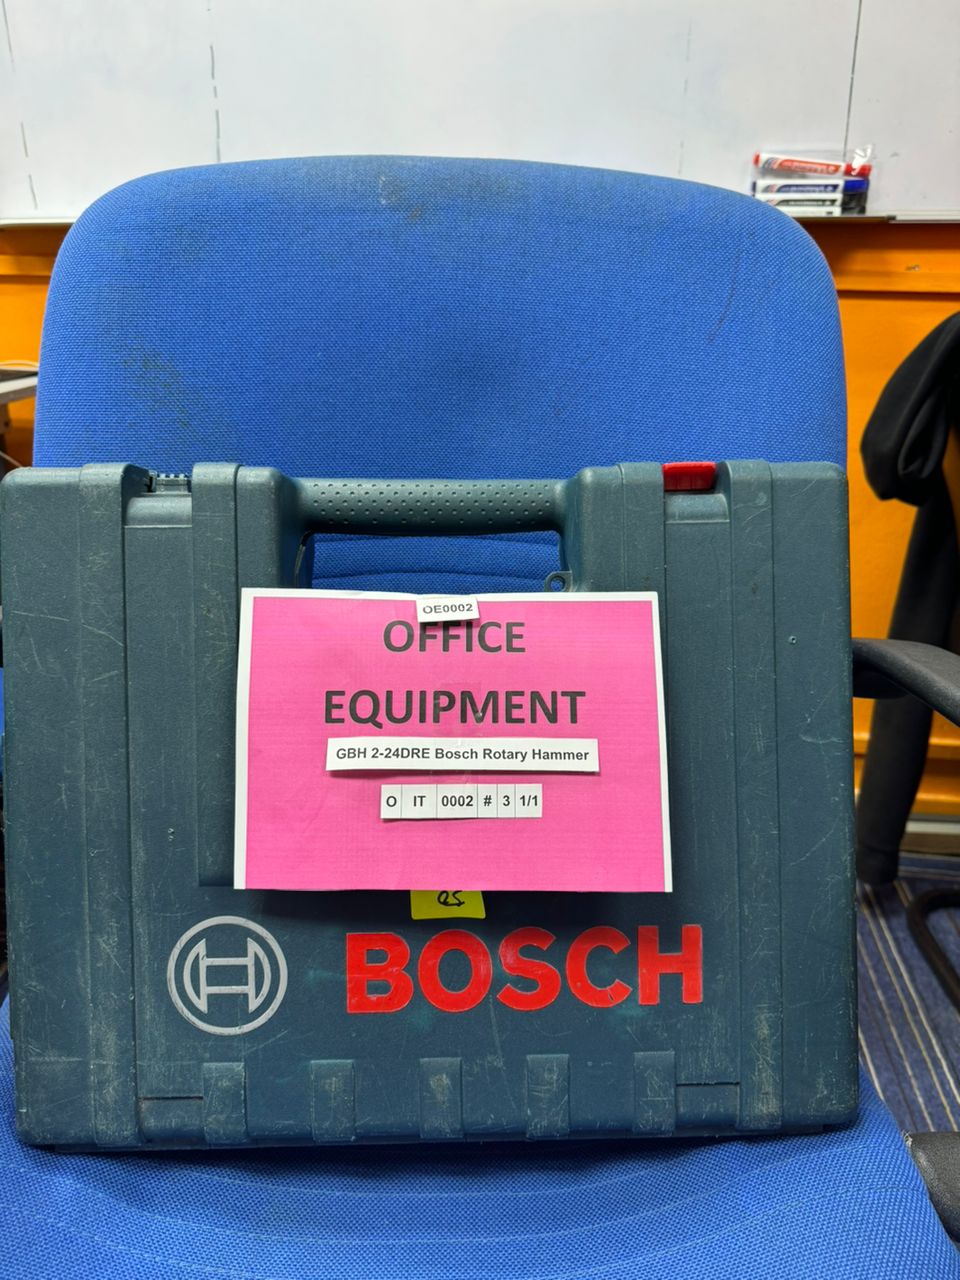 OE0002
OFFICE
EQUIPMENT
GBH 2-24DRE Bosch Rotary Hammer
O IT 0002 # 3 1/1
BOSCH